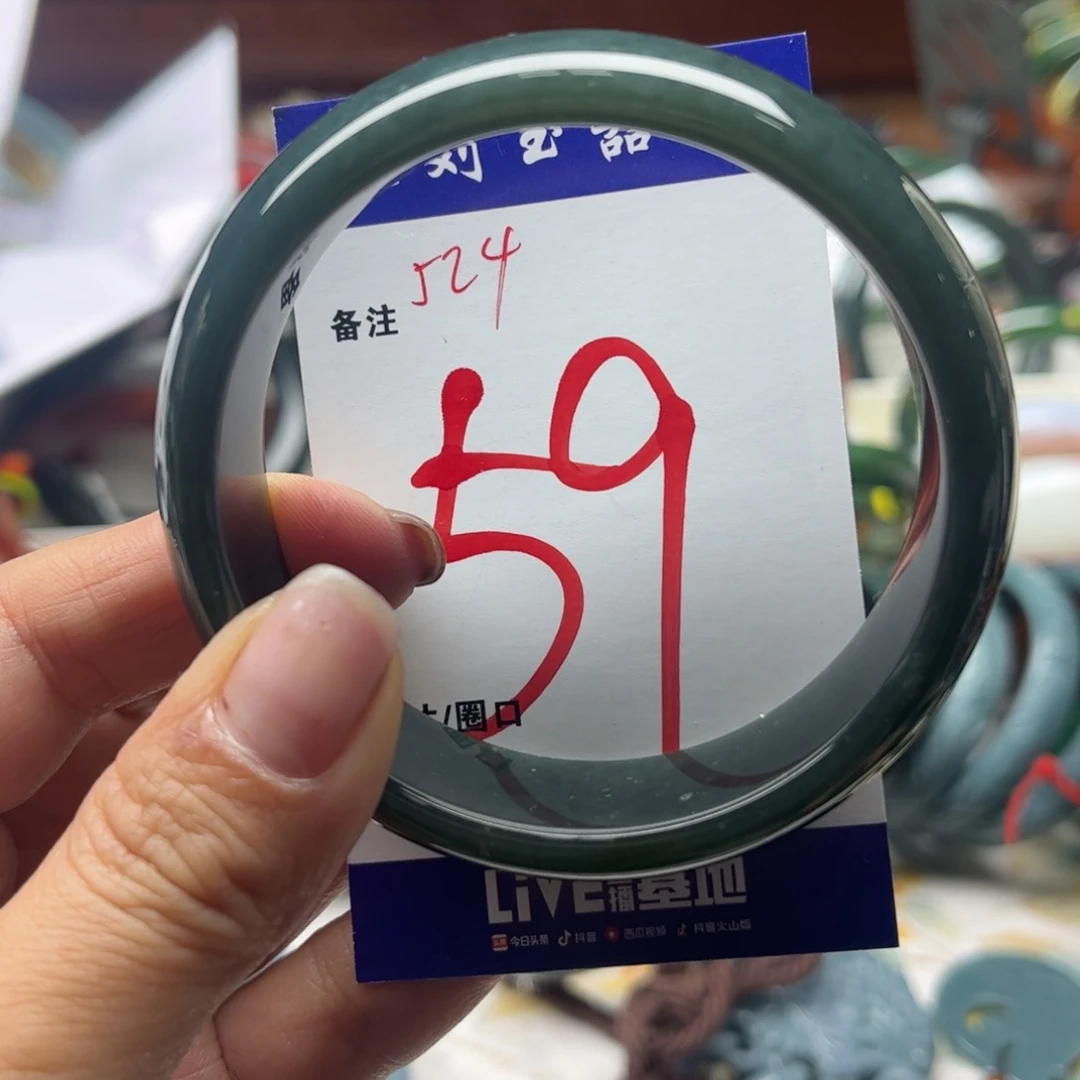 刘玉器
524
备注
59
/圈口
LiVE播基地
今日头条 抖音 西瓜视频 抖音火山版